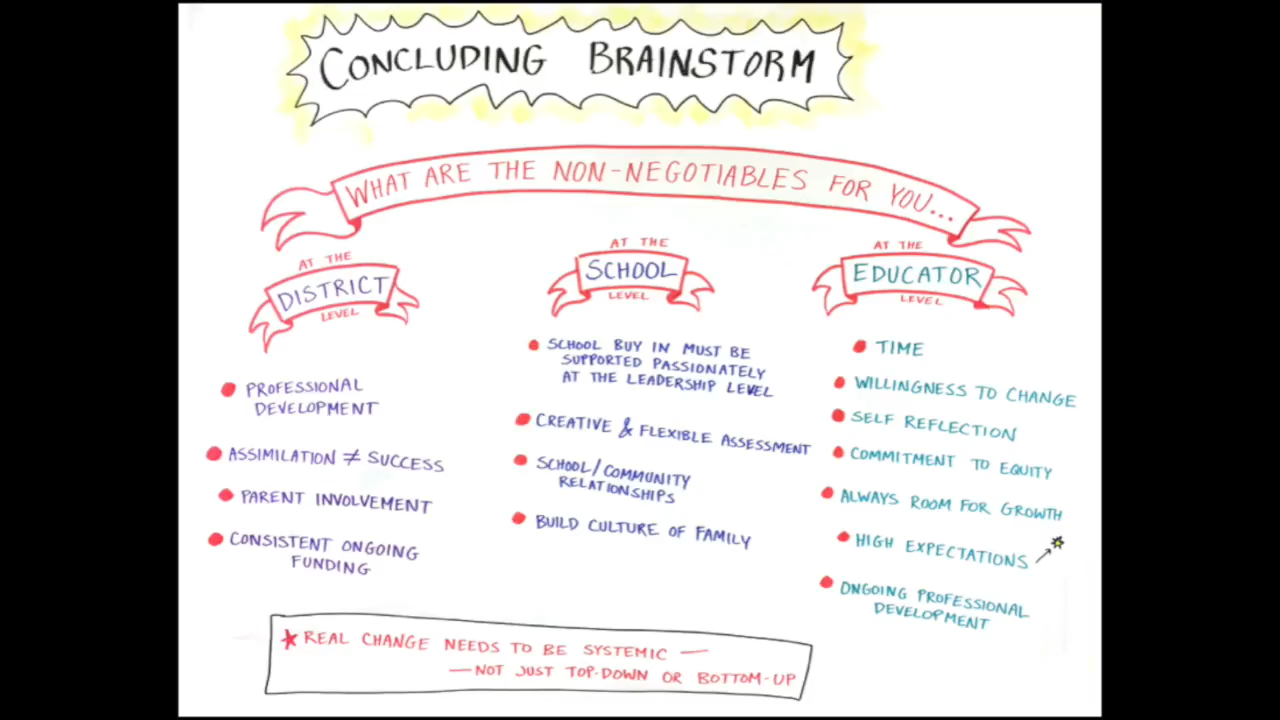 CONCLUDING BRAINSTORM
WHAT ARE THE NON-NEGOTIABLES FOR YOU...
AT THE
DISTRICT
LEVEL
PROFESSIONAL
DEVELOPMENT
ASSIMILATION ≠ SUCCESS
PARENT INVOLVEMENT
CONSISTENT ONGOING
FUNDING
AT THE
SCHOOL
LEVEL
SCHOOL BUY IN MUST BE
SUPPORTED PASSIONATELY
AT THE LEADERSHIP LEVEL
CREATIVE & FLEXIBLE ASSESSMENT
SCHOOL/COMMUNITY
RELATIONSHIPS
BUILD CULTURE OF FAMILY
AT THE
EDUCATOR
LEVEL
TIME
WILLINGNESS TO CHANGE
SELF REFLECTION
COMMITMENT TO EQUITY
ALWAYS ROOM FOR GROWTH
HIGH EXPECTATIONS
ONGOING PROFESSIONAL
DEVELOPMENT
REAL CHANGE NEEDS TO BE SYSTEMIC —
— NOT JUST TOP-DOWN OR BOTTOM-UP